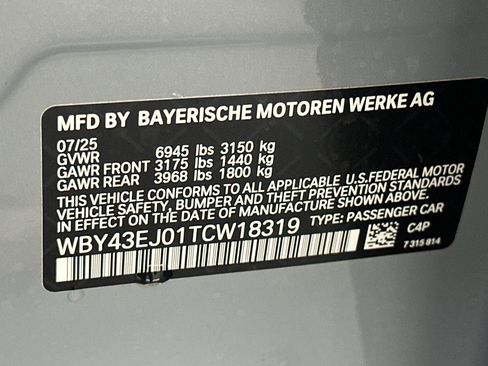 MFD BY BAYERISCHE MOTOREN WERKE AG
07/25
GVWR 6945 lbs 3150 kg
GAWR FRONT 3175 lbs 1440 kg
GAWR REAR 3968 lbs 1800 kg
THIS VEHICLE CONFORMS TO ALL APPLICABLE U.S.FEDERAL MOTOR
VEHICLE SAFETY, BUMPER, AND THEFT PREVENTION STANDARDS
IN EFFECT ON THE DATE OF MANUFACTURE SHOWN ABOVE.
WBY43EJ01TCW18319 TYPE: PASSENGER CAR
C4P
7 315 814